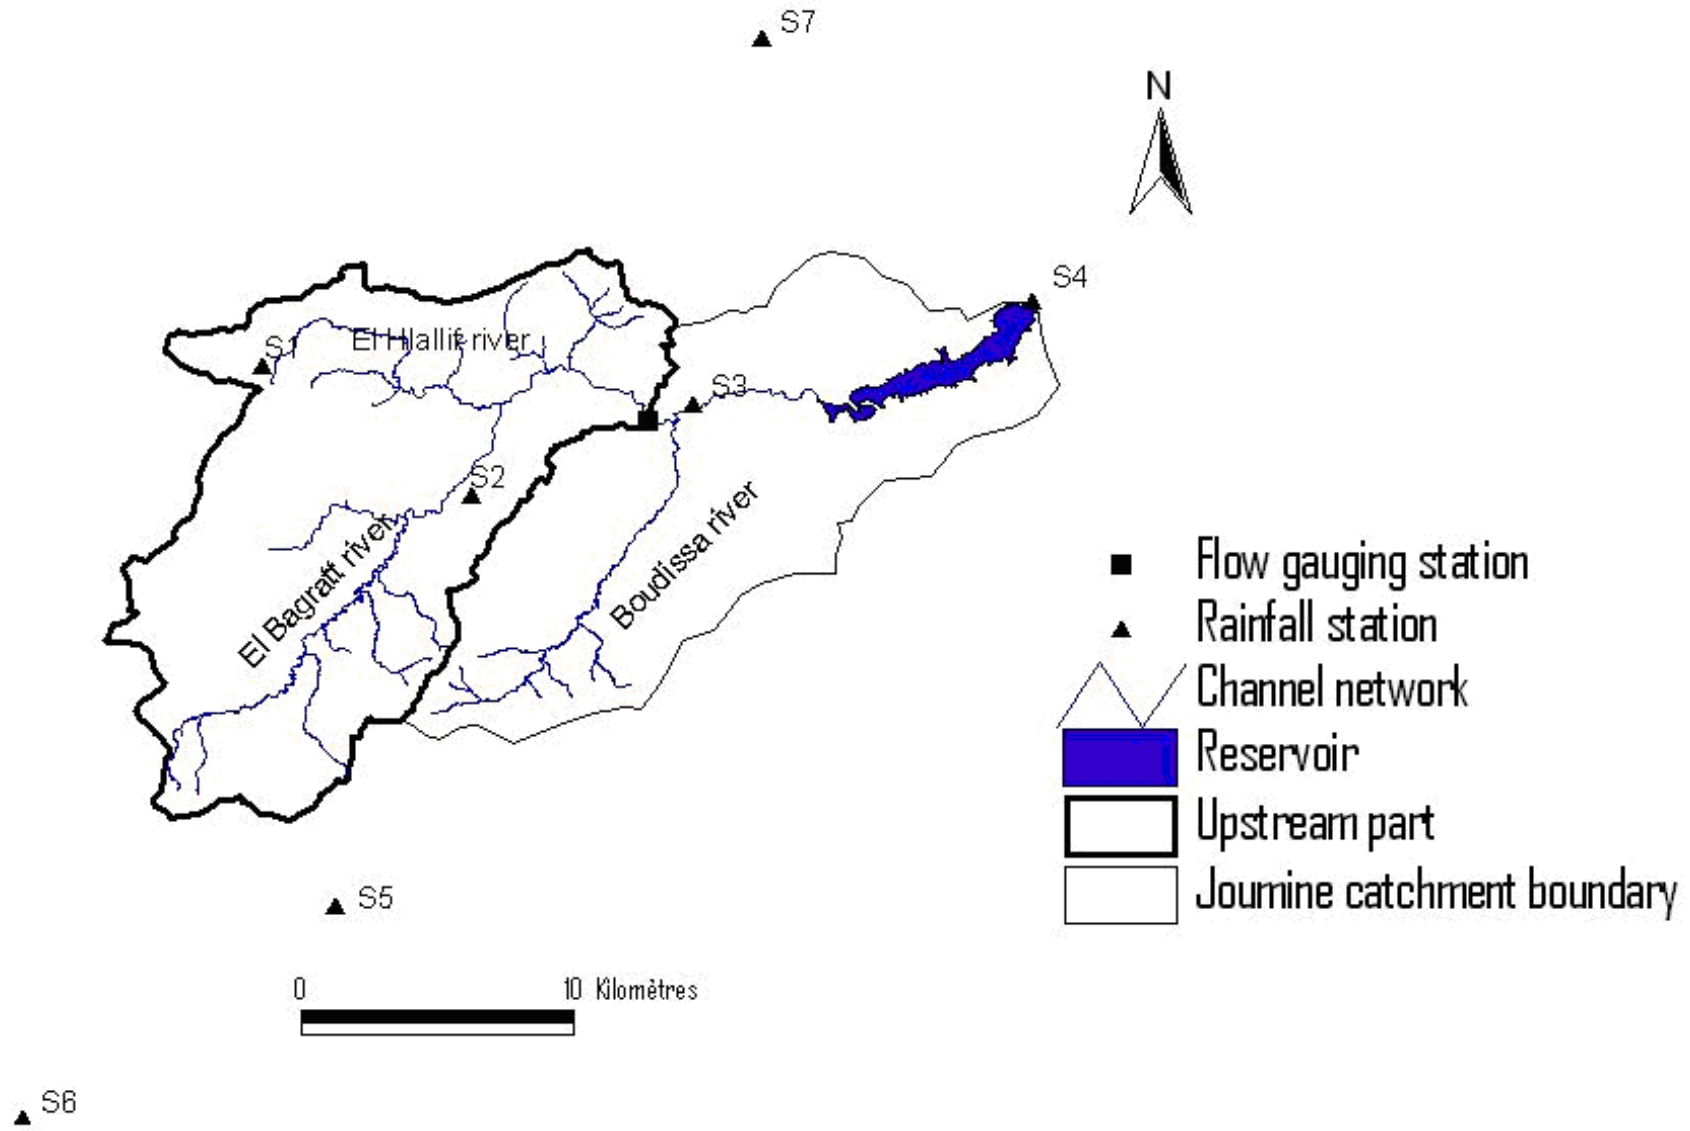 S7
N
S4
S1
El Hlallif river
S3
S2
El Bagratt river
Boudissa river
Flow gauging station
Rainfall station
Channel network
Reservoir
Upstream part
Joumine catchment boundary
S5
0 10 Kilomètres
S6